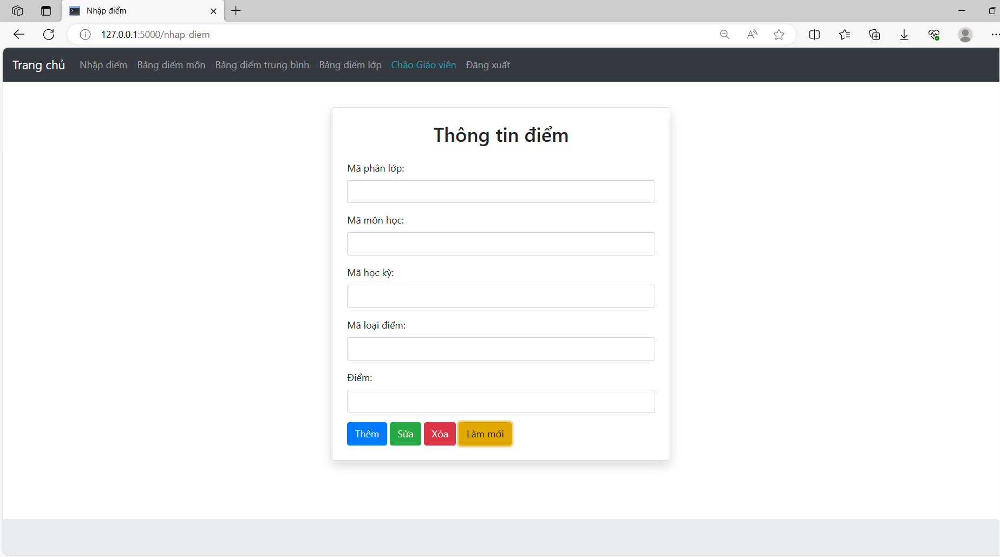 Nhập điểm
127.0.0.1:5000/nhap-diem
Trang chủ Nhập điểm Bảng điểm môn Bảng điểm trung bình Bảng điểm lớp Chào Giáo viên Đăng xuất
Thông tin điểm
Mã phân lớp:
Mã môn học:
Mã học kỳ:
Mã loại điểm:
Điểm:
Thêm Sửa Xóa Làm mới